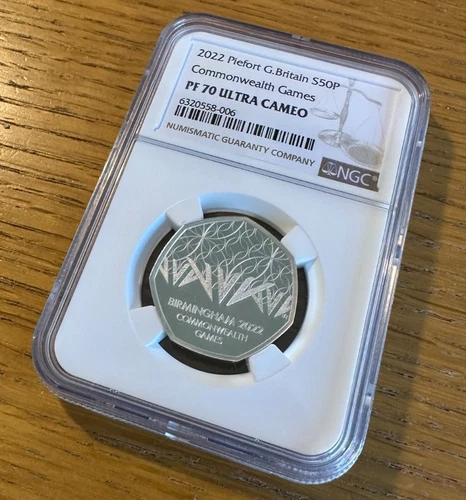 2022 Piefort G.Britain S50P
Commonwealth Games
PF 70 ULTRA CAMEO
6320558-006
NUMISMATIC GUARANTY COMPANY
NGC
BIRMINGHAM 2022
COMMONWEALTH
GAMES